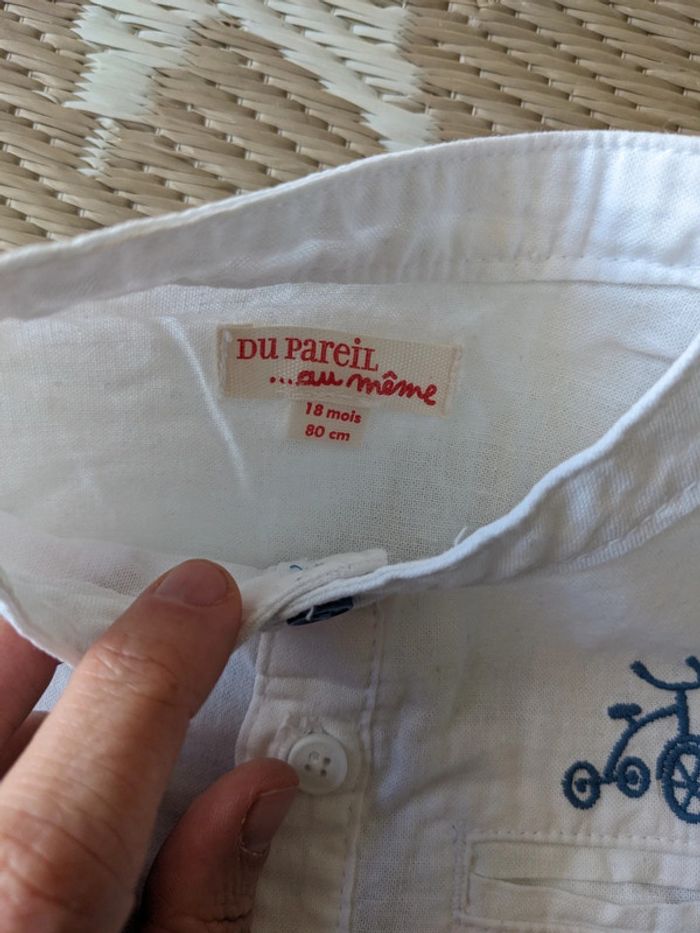 DU PAREIL
...au même
18 mois
80 cm